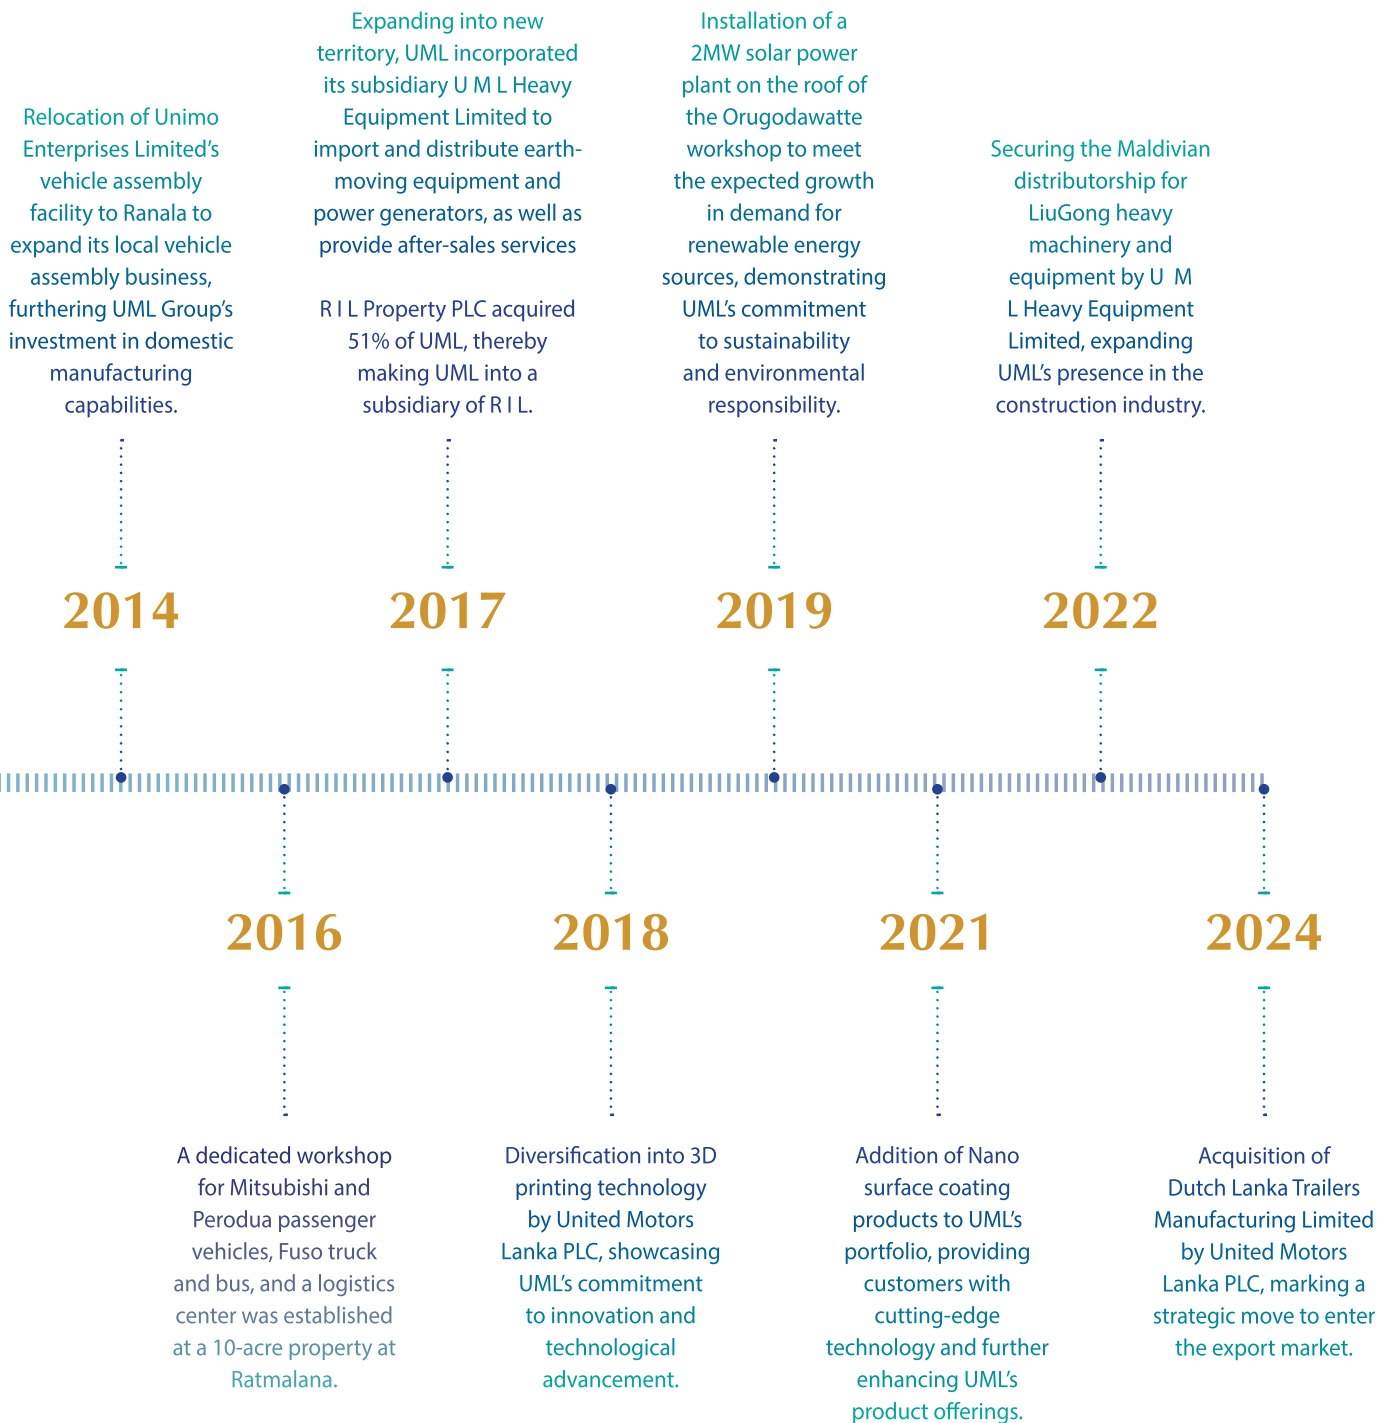 Relocation of Unimo
Enterprises Limited’s
vehicle assembly
facility to Ranala to
expand its local vehicle
assembly business,
furthering UML Group’s
investment in domestic
manufacturing
capabilities.
2014
A dedicated workshop
for Mitsubishi and
Perodua passenger
vehicles, Fuso truck
and bus, and a logistics
center was established
at a 10-acre property at
Ratmalana.
2016
Expanding into new
territory, UML incorporated
its subsidiary U M L Heavy
Equipment Limited to
import and distribute earth-
moving equipment and
power generators, as well as
provide after-sales services
R I L Property PLC acquired
51% of UML, thereby
making UML into a
subsidiary of R I L.
2017
2018
Diversification into 3D
printing technology
by United Motors
Lanka PLC, showcasing
UML’s commitment
to innovation and
technological
advancement.
Installation of a
2MW solar power
plant on the roof of
the Orugodawatte
workshop to meet
the expected growth
in demand for
renewable energy
sources, demonstrating
UML’s commitment
to sustainability
and environmental
responsibility.
2019
2021
Addition of Nano
surface coating
products to UML’s
portfolio, providing
customers with
cutting-edge
technology and further
enhancing UML’s
product offerings.
Securing the Maldivian
distributorship for
LiuGong heavy
machinery and
equipment by U M
L Heavy Equipment
Limited, expanding
UML’s presence in the
construction industry.
2022
2024
Acquisition of
Dutch Lanka Trailers
Manufacturing Limited
by United Motors
Lanka PLC, marking a
strategic move to enter
the export market.